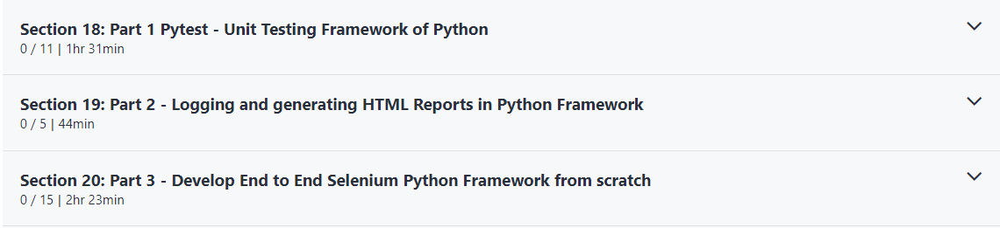 Section 18: Part 1 Pytest - Unit Testing Framework of Python
0 / 11 | 1hr 31min
Section 19: Part 2 - Logging and generating HTML Reports in Python Framework
0 / 5 | 44min
Section 20: Part 3 - Develop End to End Selenium Python Framework from scratch
0 / 15 | 2hr 23min